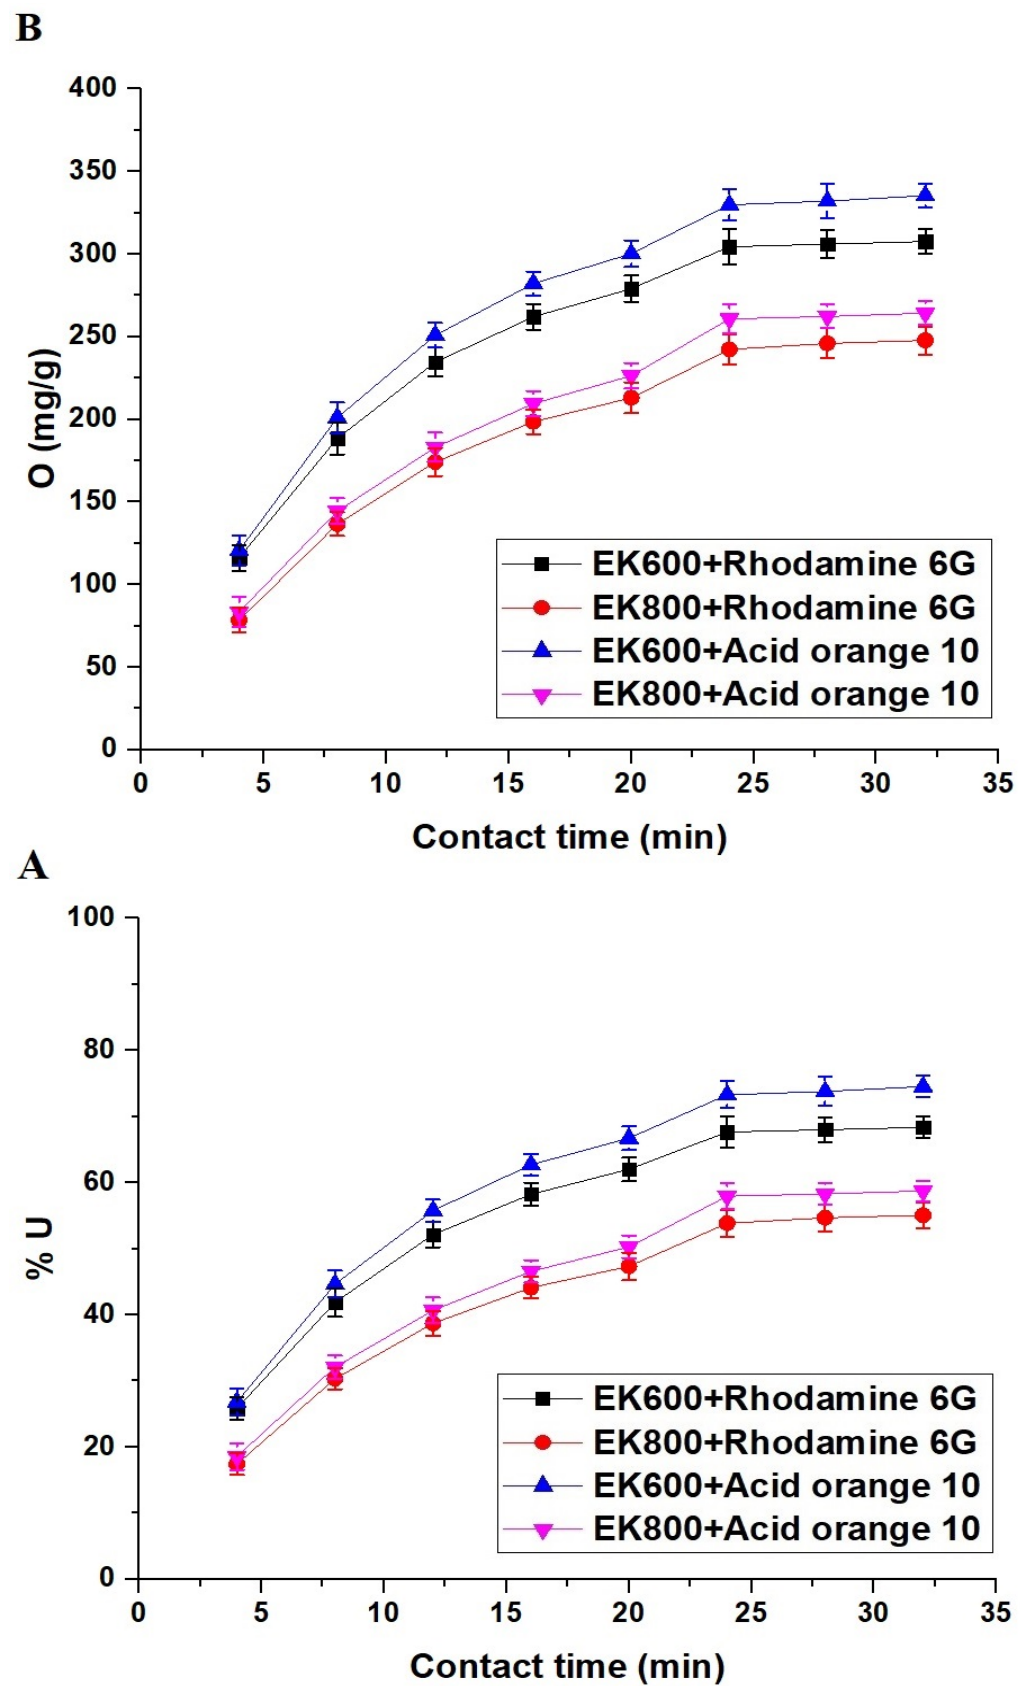 B
400
350
300
250
200
150
100
50
0
O (mg/g)
EK600+Rhodamine 6G
EK800+Rhodamine 6G
EK600+Acid orange 10
EK800+Acid orange 10
0 5 10 15 20 25 30 35
Contact time (min)
A
100
80
60
40
20
0
% U
EK600+Rhodamine 6G
EK800+Rhodamine 6G
EK600+Acid orange 10
EK800+Acid orange 10
0 5 10 15 20 25 30 35
Contact time (min)